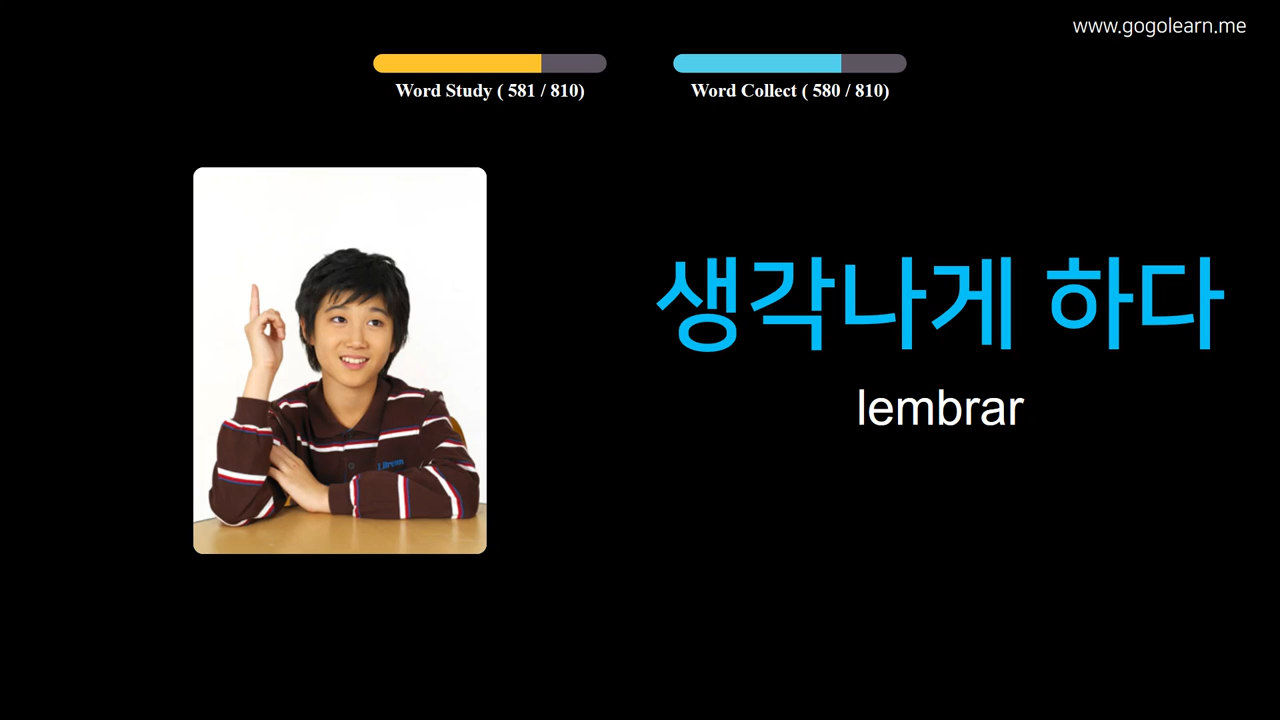 www.gogolearn.me
Word Study ( 581 / 810)
Word Collect ( 580 / 810)
생각나게 하다
lembrar